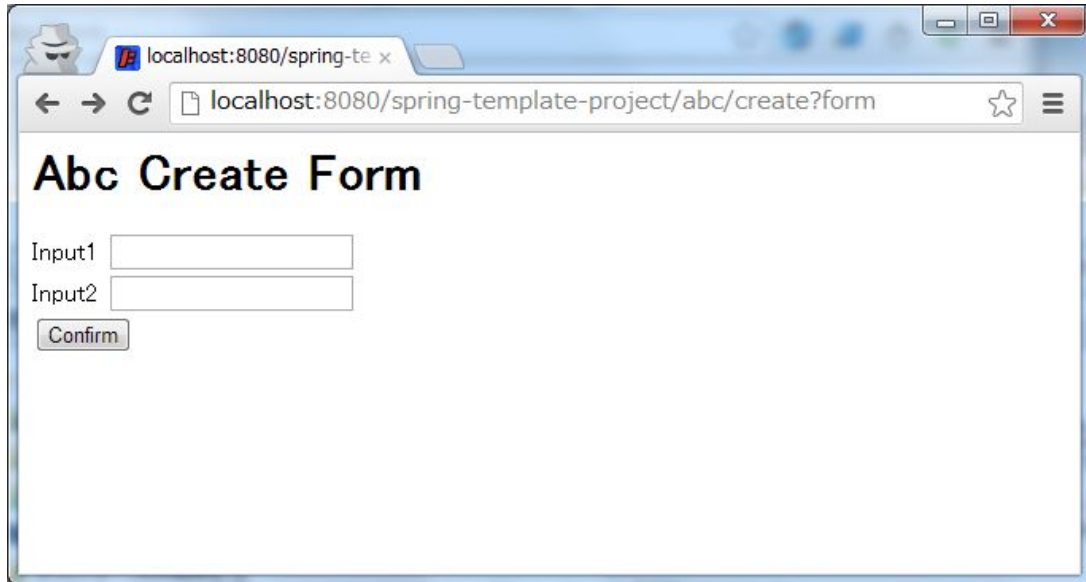 localhost:8080/spring-te
localhost:8080/spring-template-project/abc/create?form
Abc Create Form
Input1
Input2
Confirm